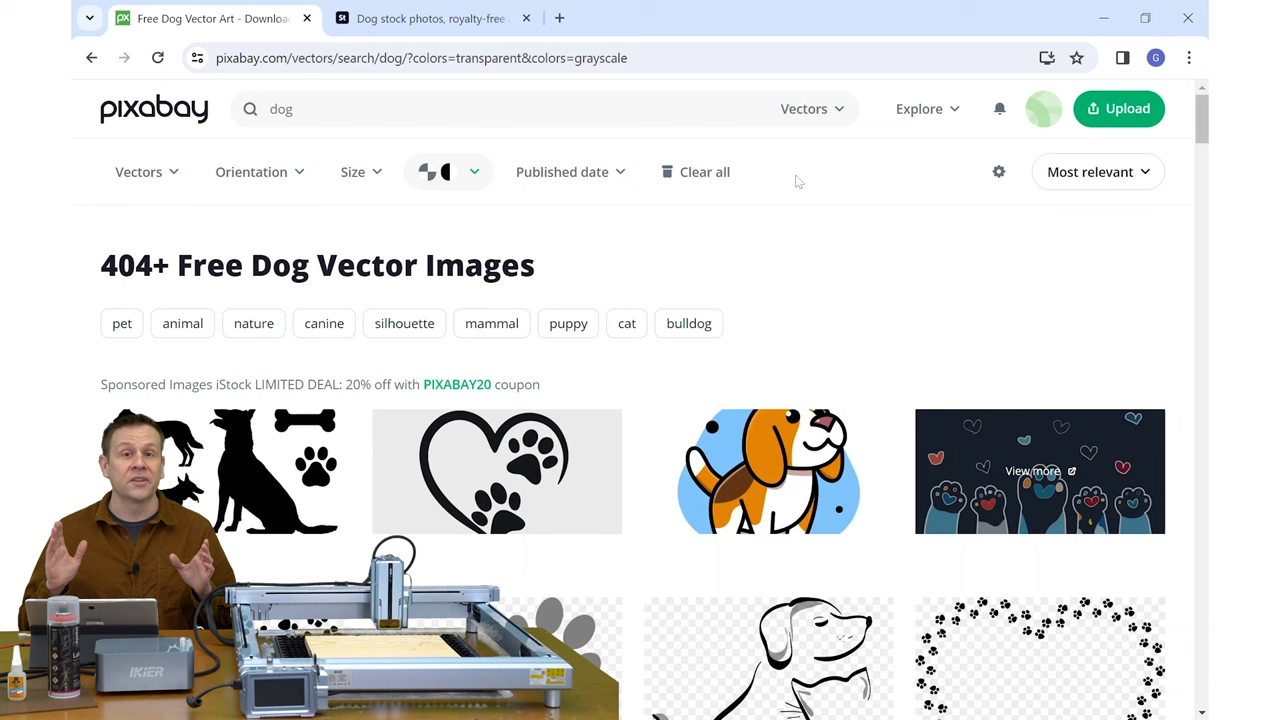 px Free Dog Vector Art - Downloa
St Dog stock photos, royalty-free
pixabay.com/vectors/search/dog/?colors=transparent&colors=grayscale
G
pixabay
dog
Vectors
Explore
Upload
Vectors
Orientation
Size
Published date
Clear all
Most relevant
404+ Free Dog Vector Images
pet
animal
nature
canine
silhouette
mammal
puppy
cat
bulldog
Sponsored Images iStock LIMITED DEAL: 20% off with PIXABAY20 coupon
View more
IKIER